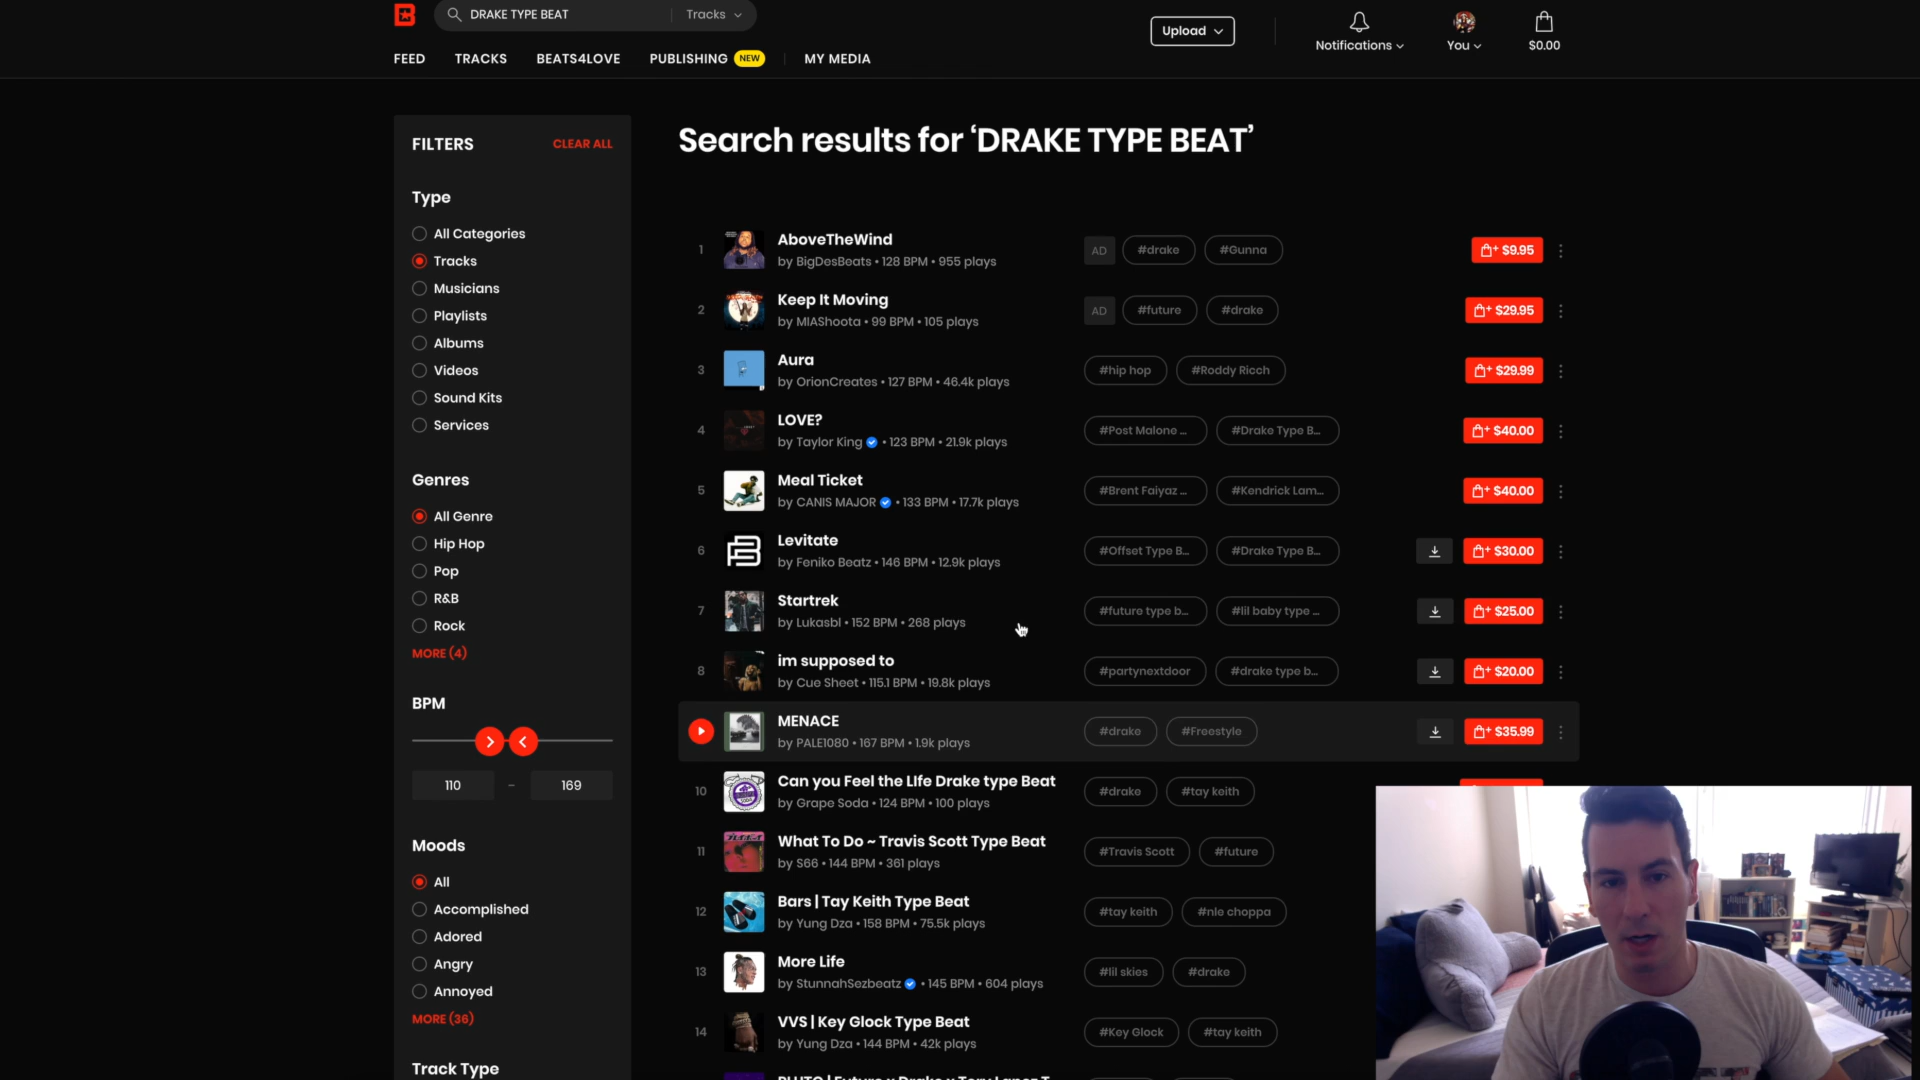 DRAKE TYPE BEAT
Tracks
Upload
Notifications
You
$0.00
FEED
TRACKS
BEATS4LOVE
PUBLISHING
NEW
MY MEDIA
FILTERS
CLEAR ALL
Type
All Categories
Tracks
Musicians
Playlists
Albums
Videos
Sound Kits
Services
Genres
All Genre
Hip Hop
Pop
R&B
Rock
MORE (4)
BPM
110 – 169
Moods
All
Accomplished
Adored
Angry
Annoyed
MORE (36)
Track Type
Search results for ‘DRAKE TYPE BEAT’
1
AboveTheWind
by BigDesBeats • 128 BPM • 955 plays
AD
#drake
#Gunna
$9.95
2
Keep It Moving
by MIAShoota • 99 BPM • 105 plays
AD
#future
#drake
$29.95
3
Aura
by OrionCreates • 127 BPM • 46.4k plays
#hip hop
#Roddy Ricch
$29.99
4
LOVE?
by Taylor King • 123 BPM • 21.9k plays
#Post Malone ...
#Drake Type B...
$40.00
5
Meal Ticket
by CANIS MAJOR • 133 BPM • 17.7k plays
#Brent Faiyaz ...
#Kendrick Lam...
$40.00
6
Levitate
by Feniko Beatz • 146 BPM • 12.9k plays
#Offset Type B...
#Drake Type B...
$30.00
7
Startrek
by Lukasbl • 152 BPM • 268 plays
#future type b...
#lil baby type ...
$25.00
8
im supposed to
by Cue Sheet • 115.1 BPM • 19.8k plays
#partynextdoor
#drake type b...
$20.00
MENACE
by PALE1080 • 167 BPM • 1.9k plays
#drake
#Freestyle
$35.99
10
Can you Feel the LIfe Drake type Beat
by Grape Soda • 124 BPM • 100 plays
#drake
#tay keith
11
What To Do ~ Travis Scott Type Beat
by S66 • 144 BPM • 361 plays
#Travis Scott
#future
12
Bars | Tay Keith Type Beat
by Yung Dza • 158 BPM • 75.5k plays
#tay keith
#nle choppa
13
More Life
by StunnahSezbeatz • 145 BPM • 604 plays
#lil skies
#drake
14
VVS | Key Glock Type Beat
by Yung Dza • 144 BPM • 42k plays
#Key Glock
#tay keith
PLUTO | Future x Drake x Tory Lanez T